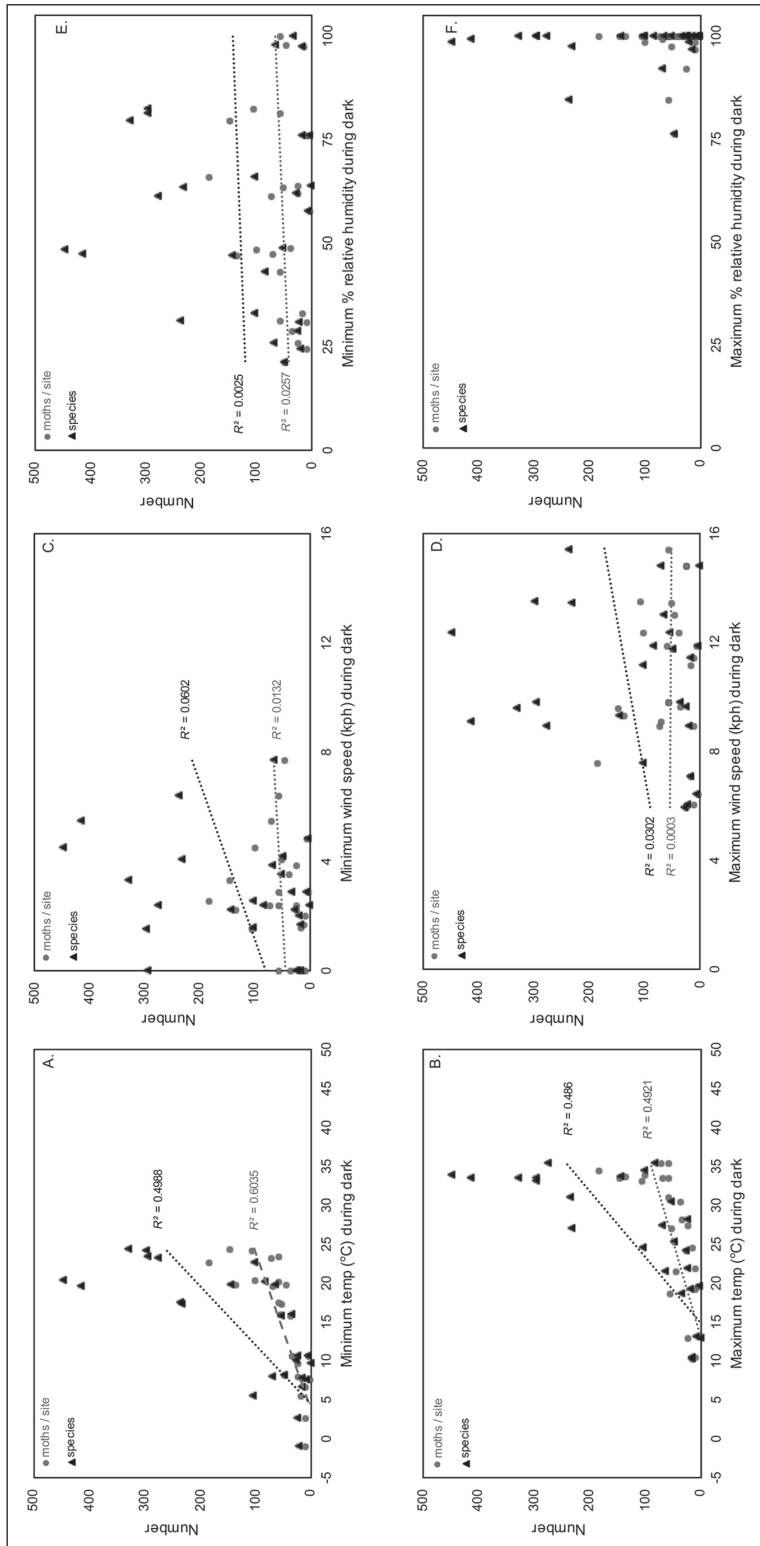 A.
500
400
300
200
100
0
Number
● moths / site
▲ species
R² = 0.4988
R² = 0.6035
-5 0 5 10 15 20 25 30 35 40 45 50
Minimum temp (°C) during dark
C.
500
400
300
200
100
0
Number
● moths / site
▲ species
R² = 0.0602
R² = 0.0132
0 4 8 12 16
Minimum wind speed (kph) during dark
E.
500
400
300
200
100
0
Number
● moths / site
▲ species
R² = 0.0025
R² = 0.0257
0 25 50 75 100
Minimum % relative humidity during dark
B.
500
400
300
200
100
0
Number
● moths / site
▲ species
R² = 0.486
R² = 0.4921
-5 0 5 10 15 20 25 30 35 40 45 50
Maximum temp (°C) during dark
D.
500
400
300
200
100
0
Number
● moths / site
▲ species
R² = 0.0302
R² = 0.0003
0 4 8 12 16
Maximum wind speed (kph) during dark
F.
500
400
300
200
100
0
Number
● moths / site
▲ species
0 25 50 75 100
Maximum % relative humidity during dark